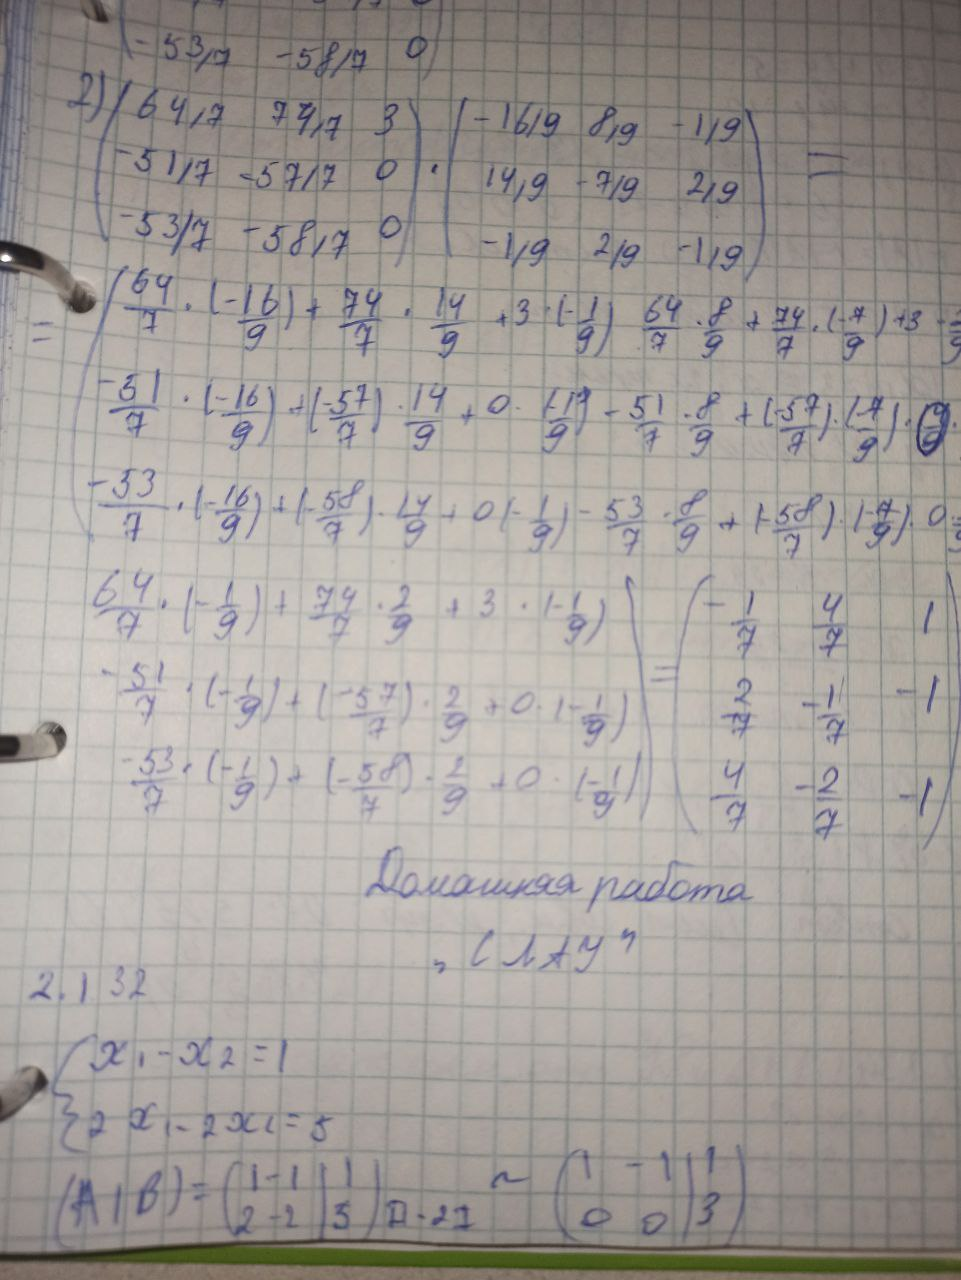 -53/7 -58/7 0
2) (64/7 74/7 3) (-16/9 8/9 -1/9)
(-51/7 -57/7 0) · (14/9 -7/9 2/9) =
(-53/7 -58/7 0) (-1/9 2/9 -1/9)
= (64/7 · (-16/9) + 74/7 · 14/9 + 3 · (-1/9) 64/7 · 8/9 + 74/7 · (-7/9) + 3
-51/7 · (-16/9) + (-57/7) · 14/9 + 0 · (-1/9) -51/7 · 8/9 + (-57/7) · (-7/9) ·
-53/7 · (-16/9) + (-58/7) · 14/9 + 0 (-1/9) -53/7 · 8/9 + (-58/7) · (-7/9) · 0
64/7 · (-1/9) + 74/7 · 2/9 + 3 · (-1/9)) (-1/7 4/7 1)
-51/7 · (-1/9) + (-57/7) · 2/9 + 0 · (-1/9) = (2/7 -1/7 -1)
-53/7 · (-1/9) + (-58/7) · 2/9 + 0 · (-1/9) (4/7 -2/7 -1)
Домашняя работа
„СЛАУ"
2.132
{ x₁ - x₂ = 1
2 x₁ - 2 x₂ = 5
(A|B) = (1 -1 | 1) ~ (1 -1 | 1)
(2 -2 | 5) II - 2I (0 0 | 3)